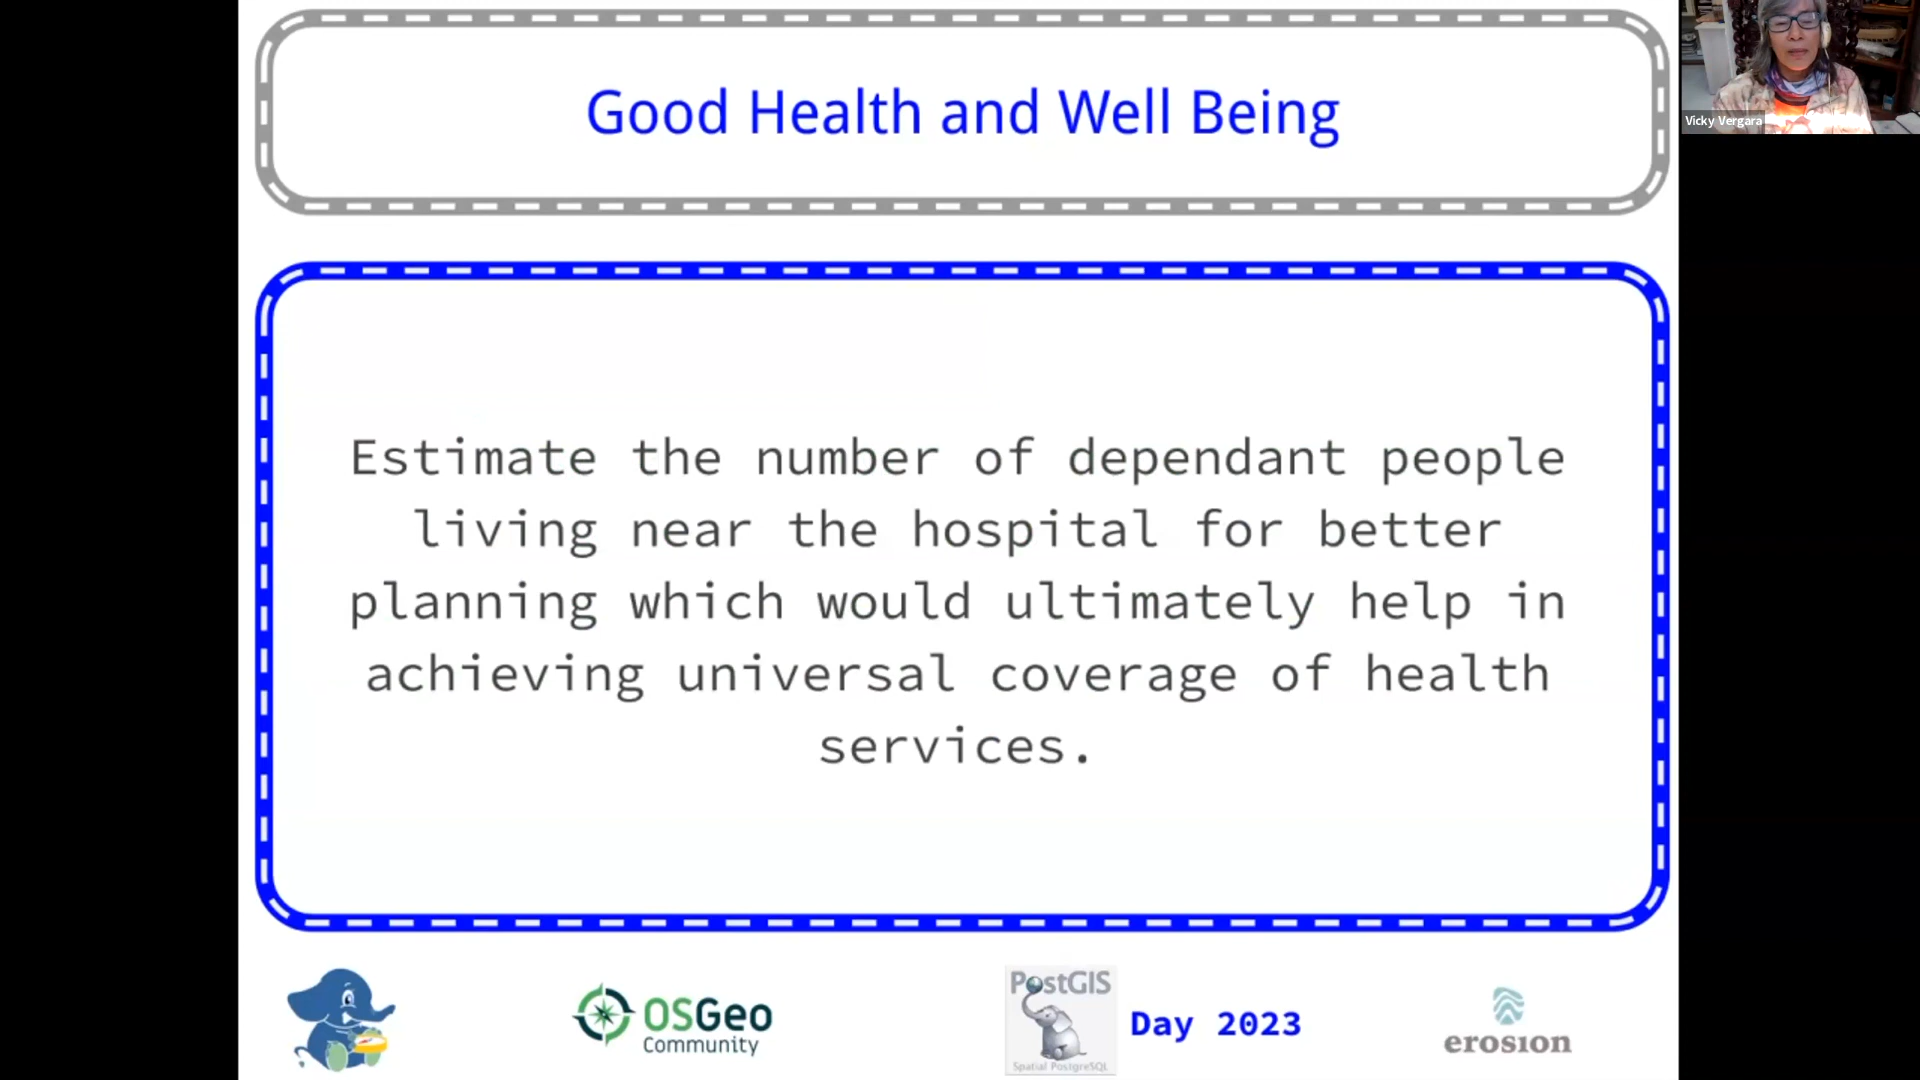 Good Health and Well Being
Vicky Vergara
Estimate the number of dependant people
living near the hospital for better
planning which would ultimately help in
achieving universal coverage of health
services.
OSGeo
Community
PostGIS
Spatial PostgreSQL
Day 2023
erosion